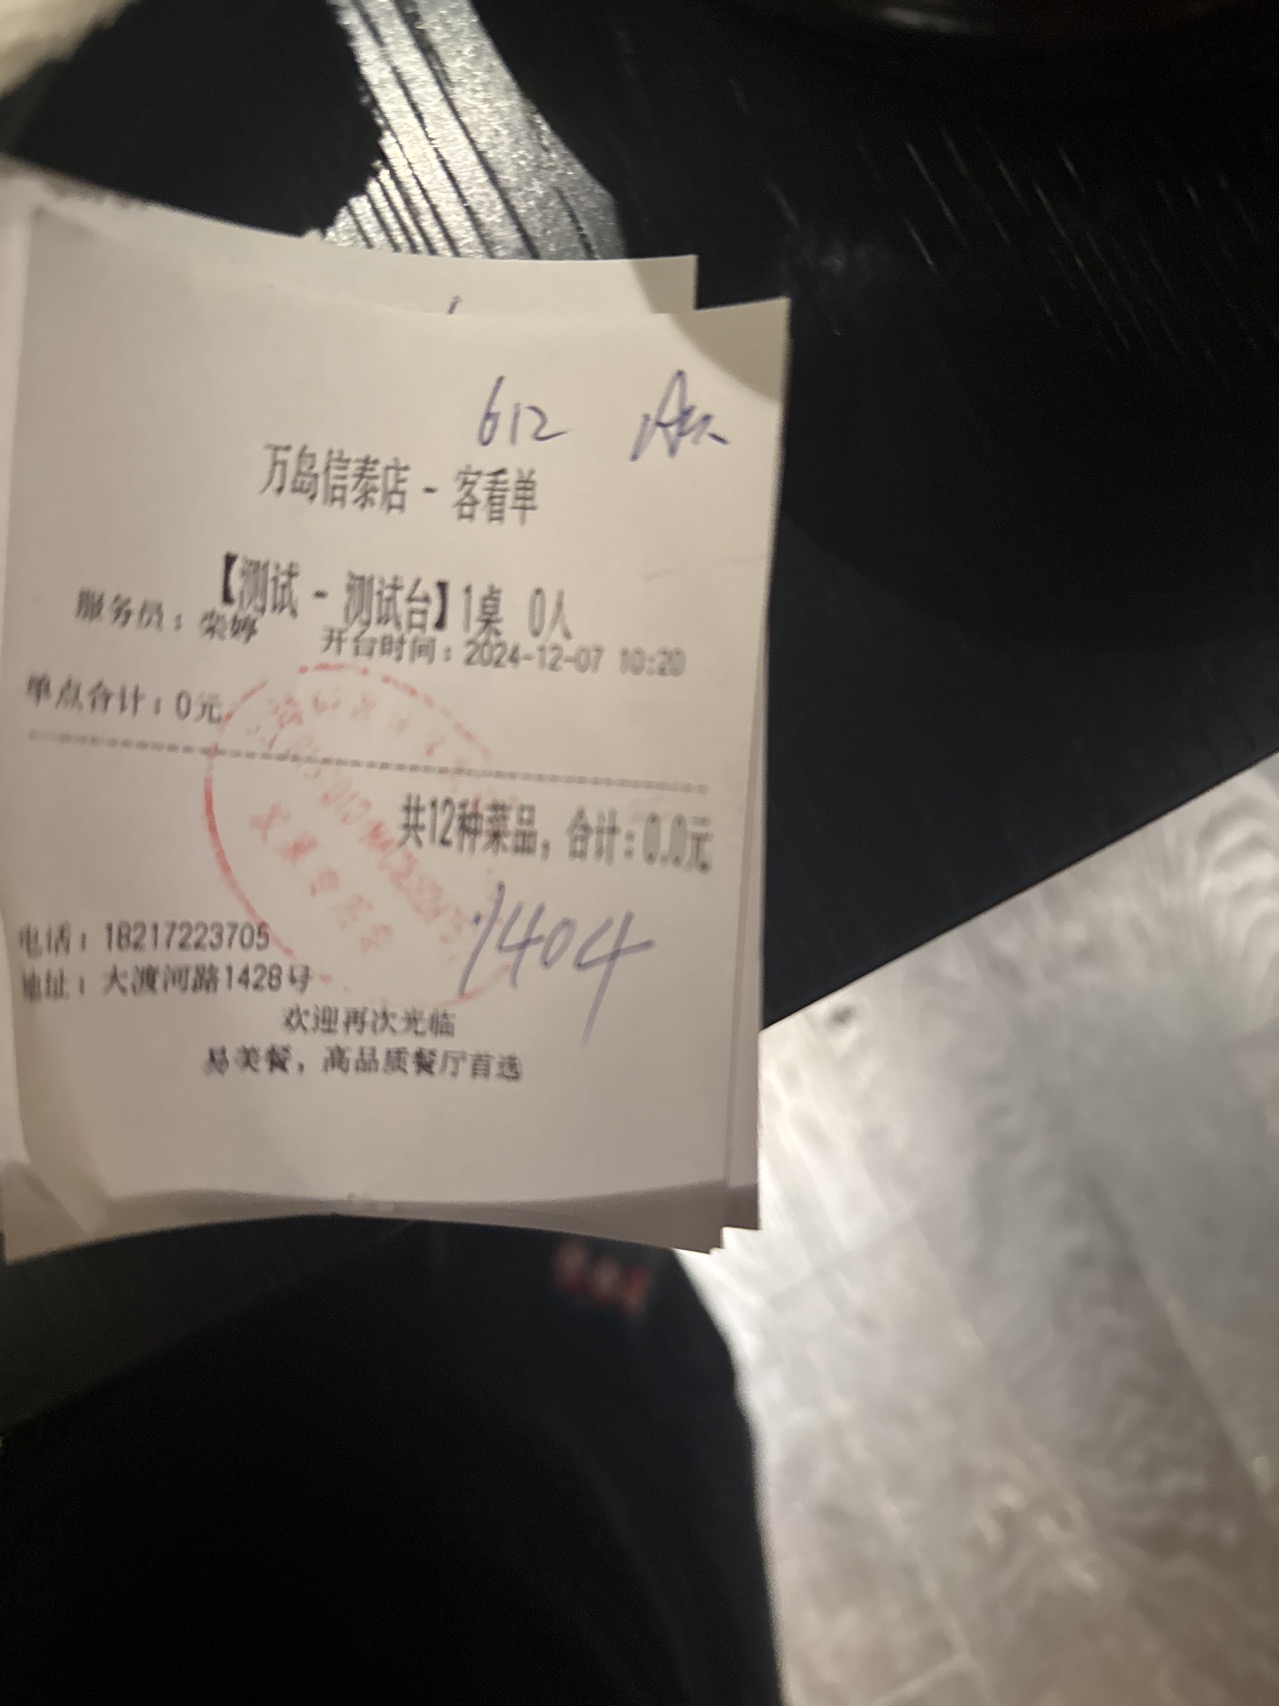 612
万岛信泰店 - 客看单
【测试 - 测试台】1桌 0人
服务员：荣婷 开台时间：2024-12-07 10:20
单点合计：0元
共12种菜品，合计：0.0元
1404
电话：18217223705
地址：大渡河路1428号
欢迎再次光临
易美餐，高品质餐厅首选